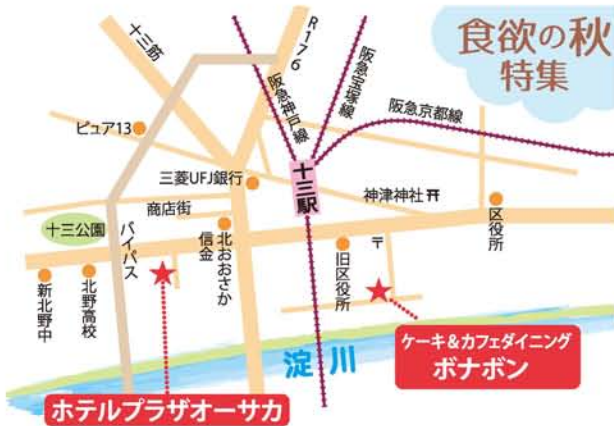 食欲の秋
特集
R176
十三筋
阪急神戸線
阪急宝塚線
阪急京都線
ピュア13
三菱UFJ銀行
十三駅
神津神社
商店街
区役所
十三公園
バイパス
北おおさか
信金
旧区役所
〒
新北野中
北野高校
淀川
ケーキ&カフェダイニング
ボナボン
ホテルプラザオーサカ